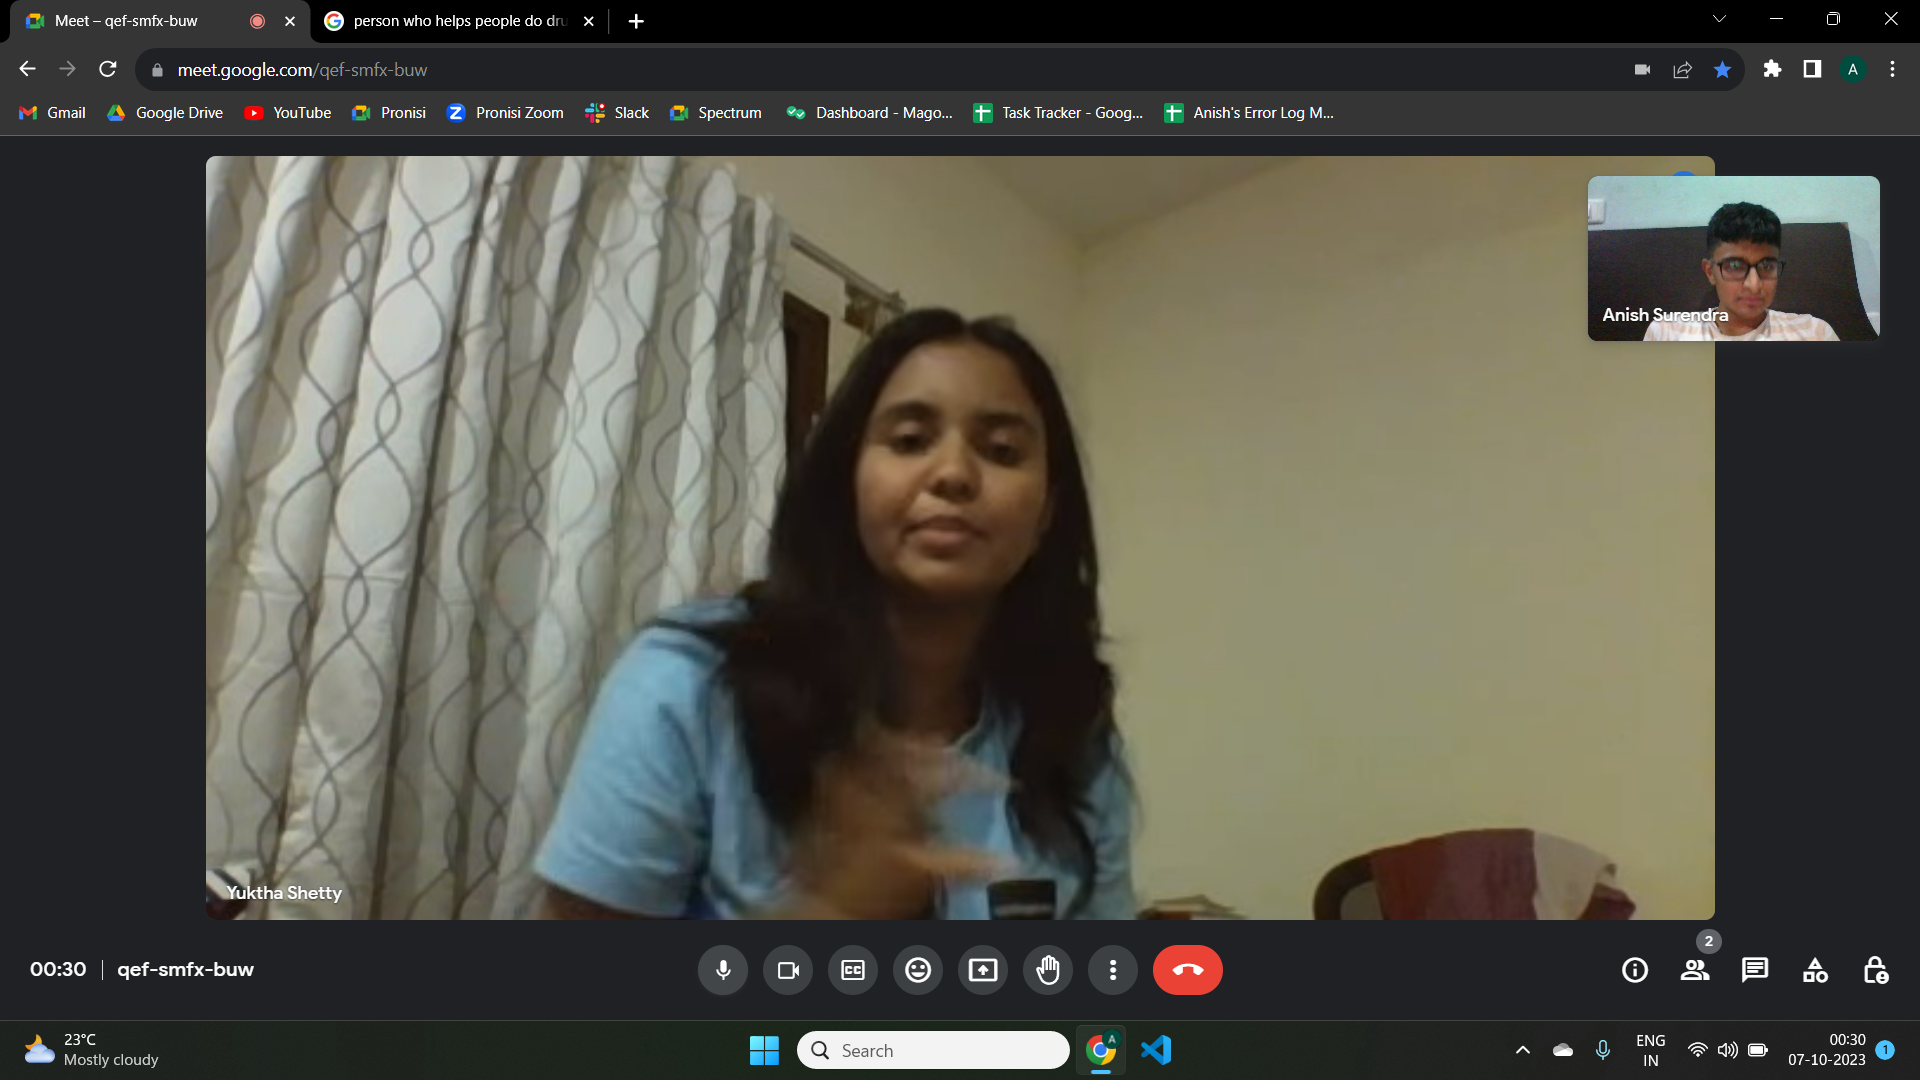 Meet – qef-smfx-buw
person who helps people do dru
meet.google.com/qef-smfx-buw
A
Gmail
Google Drive
YouTube
Pronisi
Z Pronisi Zoom
Slack
Spectrum
Dashboard - Mago...
Task Tracker - Goog...
Anish's Error Log M...
Anish Surendra
Yuktha Shetty
00:30 | qef-smfx-buw
CC
2
23°C
Mostly cloudy
Search
A
ENG
IN
00:30
07-10-2023
1